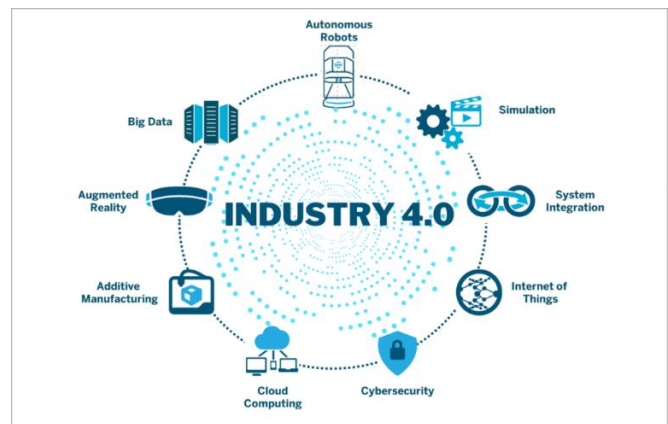 Autonomous
Robots
Simulation
System
Integration
Internet of
Things
Cybersecurity
Cloud
Computing
Additive
Manufacturing
Augmented
Reality
Big Data
INDUSTRY 4.0